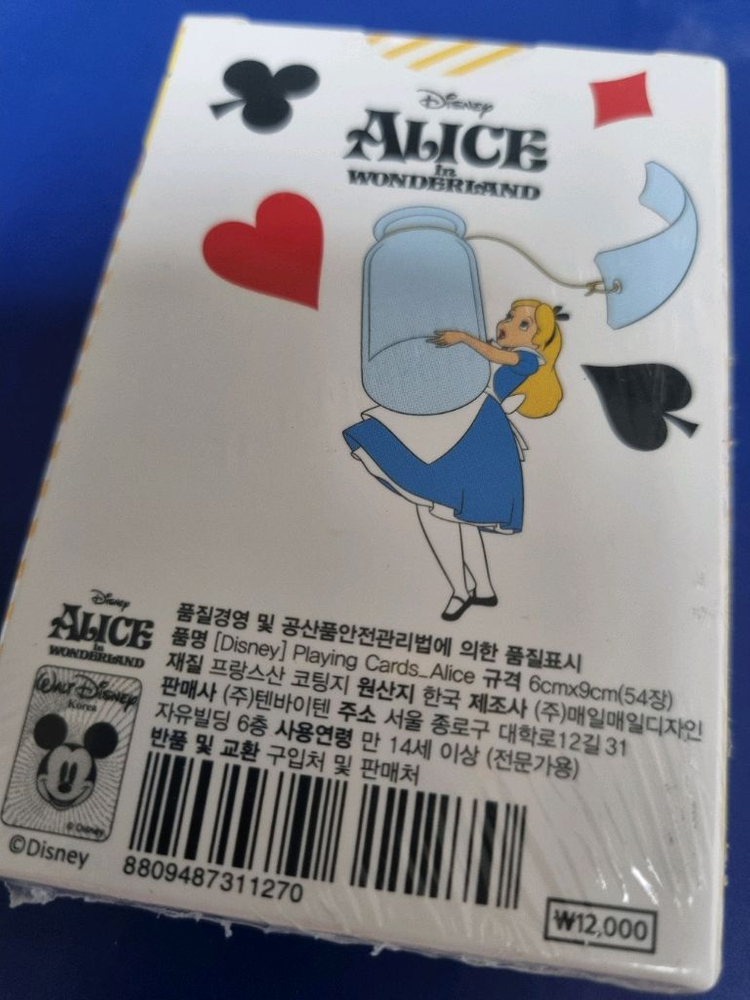 Disney
ALICE
in
WONDERLAND
품질경영 및 공산품안전관리법에 의한 품질표시
품명 [Disney] Playing Cards_Alice 규격 6cmx9cm(54장)
재질 프랑스산 코팅지 원산지 한국 제조사 (주)매일매일디자인
판매사 (주)텐바이텐 주소 서울 종로구 대학로12길 31
자유빌딩 6층 사용연령 만 14세 이상 (전문가용)
반품 및 교환 구입처 및 판매처
Disney
ALICE
in
WONDERLAND
WALT DISNEY
Korea
© Disney
©Disney
8809487311270
₩12,000